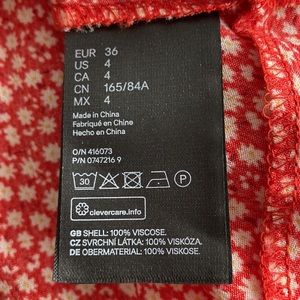 EUR 36
US 4
CA 4
CN 165/84A
MX 4
Made in China
Fabriqué en Chine
Hecho en China
O/N 416073
P/N 0747216 9
30 P
clevercare.info
GB SHELL: 100% VISCOSE.
CZ SVRCHNÍ LÁTKA: 100% VISKÓZA.
DE OBERMATERIAL: 100% VISKOSE.